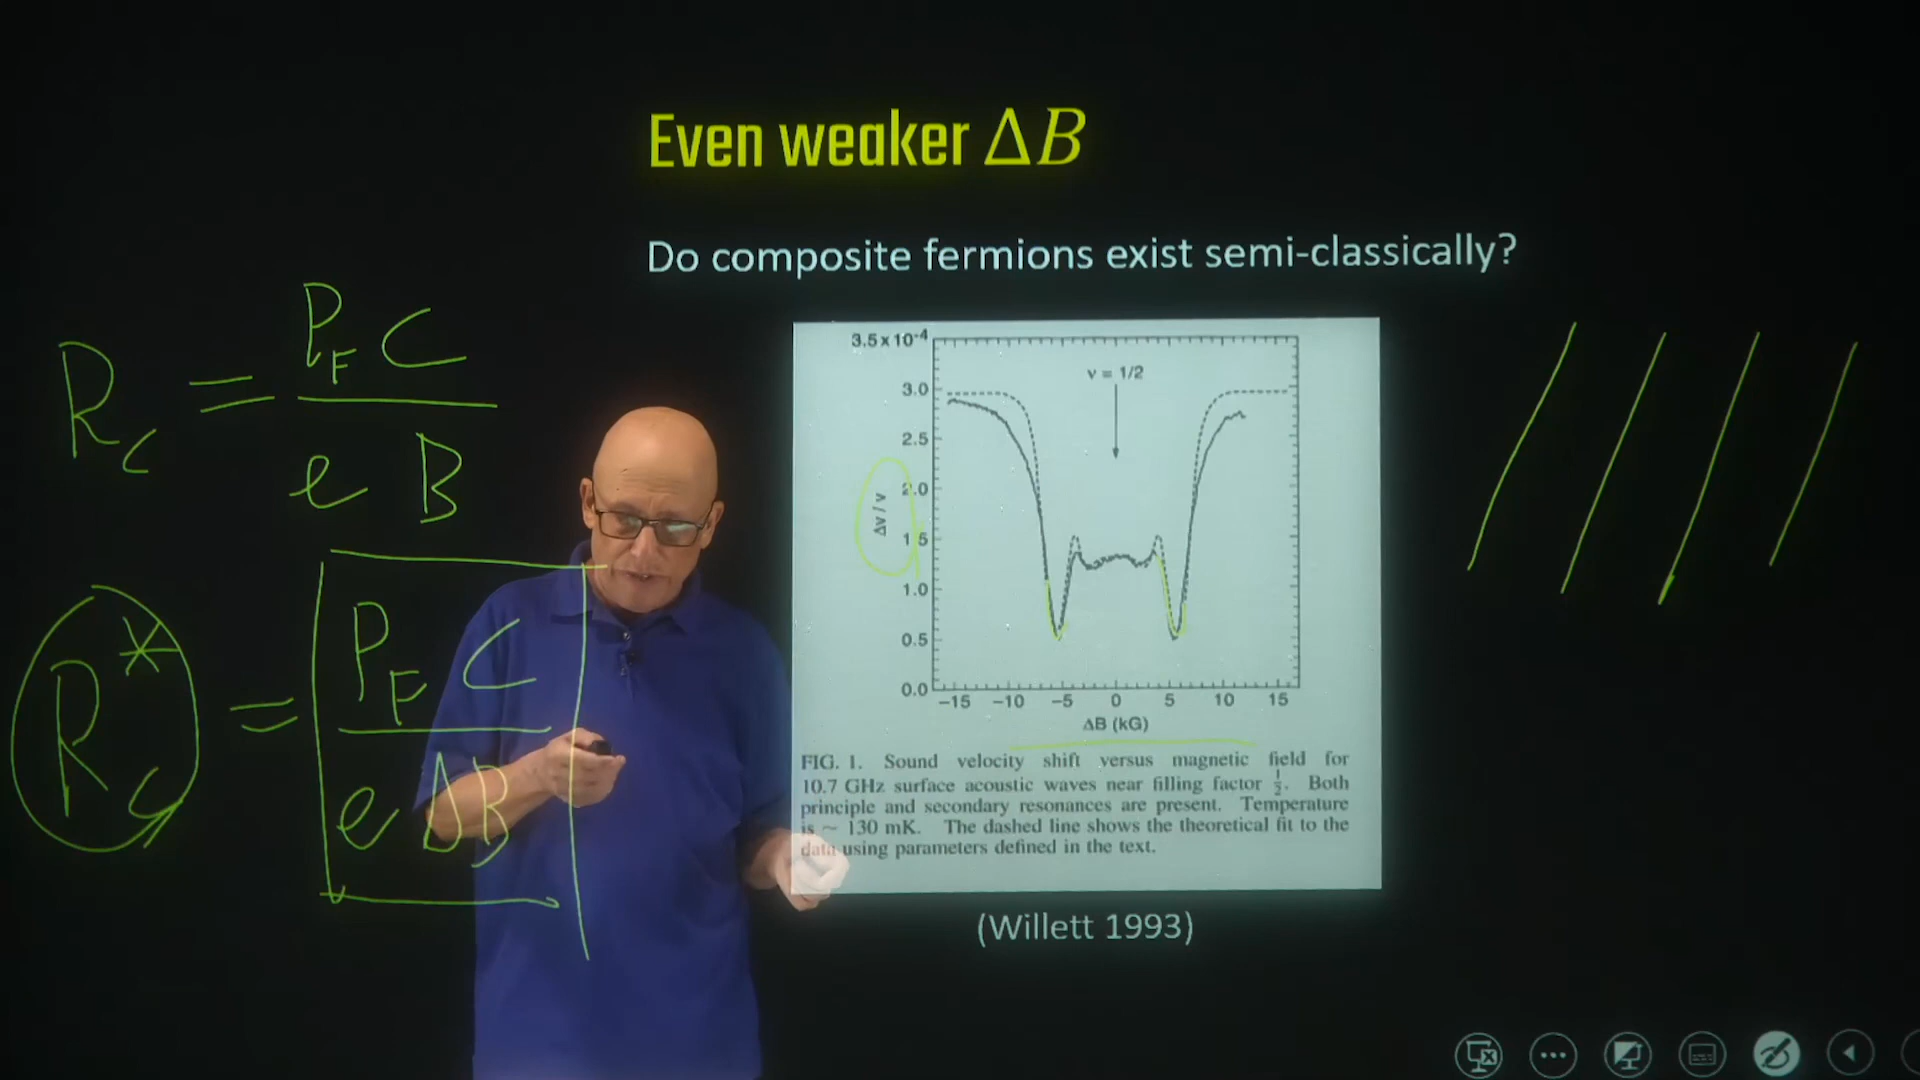 Even weaker ΔB
Do composite fermions exist semi-classically?
R_c = P_F C / e B
R_c^* = P_F C / e ΔB
3.5x10⁻⁴
3.0
2.5
2.0
1.5
1.0
0.5
0.0
Δv / v
ν = 1/2
−15 −10 −5 0 5 10 15
ΔB (kG)
FIG. 1. Sound velocity shift versus magnetic field for
10.7 GHz surface acoustic waves near filling factor 1/2. Both
principle and secondary resonances are present. Temperature
is ~ 130 mK. The dashed line shows the theoretical fit to the
data using parameters defined in the text.
(Willett 1993)